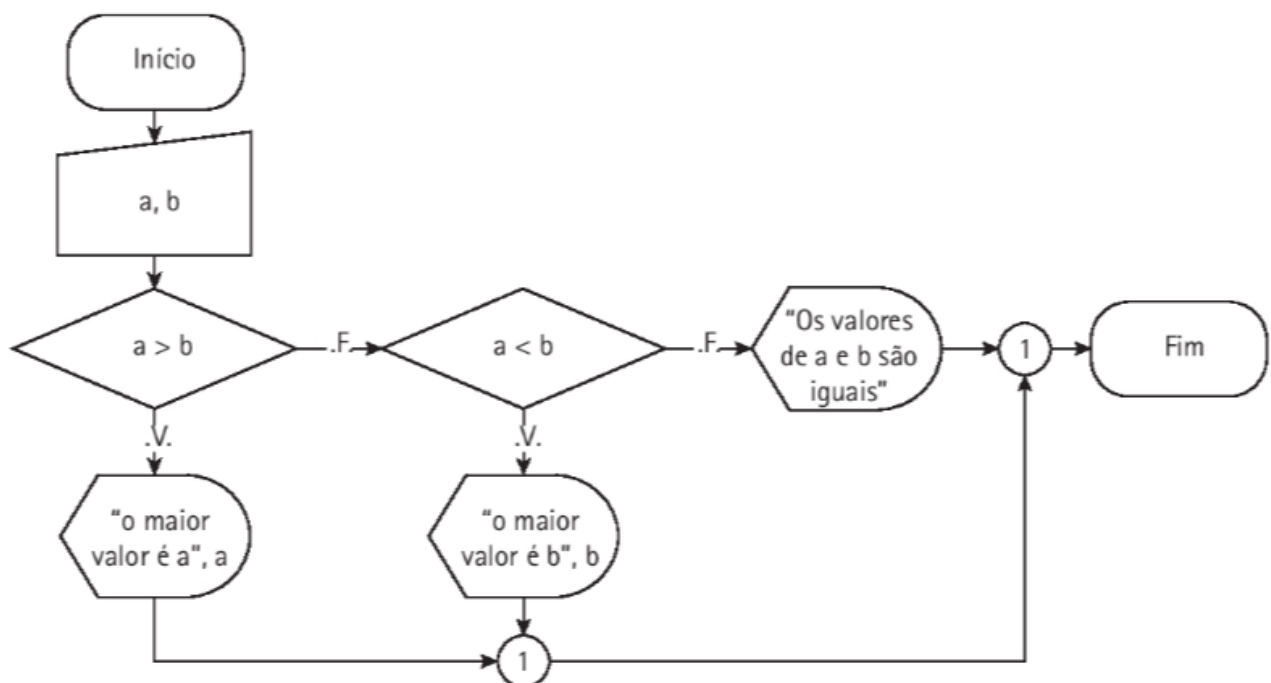 Início
a, b
a > b
.F.
a < b
.F.
“Os valores
de a e b são
iguais”
1
Fim
.V.
.V.
“o maior
valor é a”, a
“o maior
valor é b”, b
1